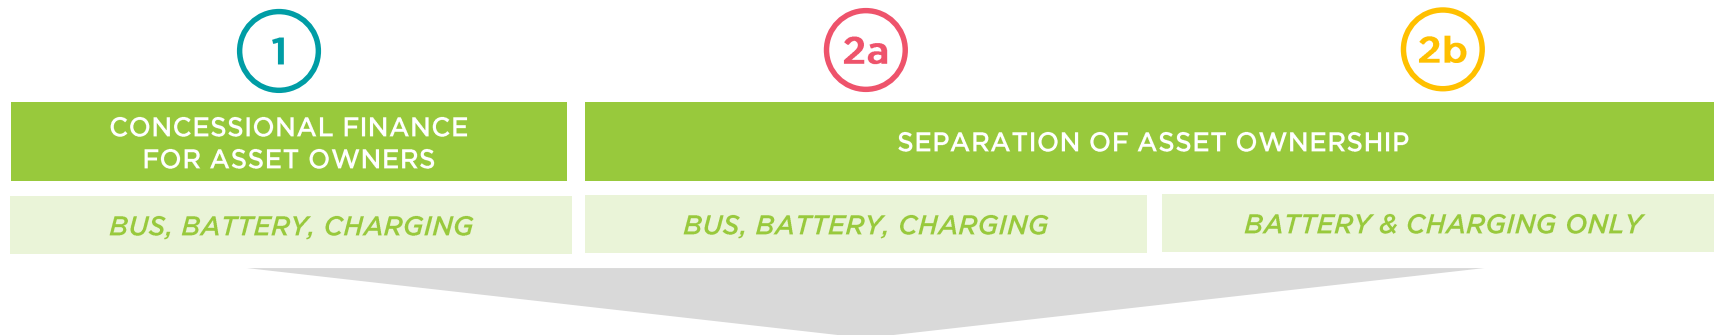 1
2a
2b
CONCESSIONAL FINANCE
FOR ASSET OWNERS
SEPARATION OF ASSET OWNERSHIP
BUS, BATTERY, CHARGING
BUS, BATTERY, CHARGING
BATTERY & CHARGING ONLY